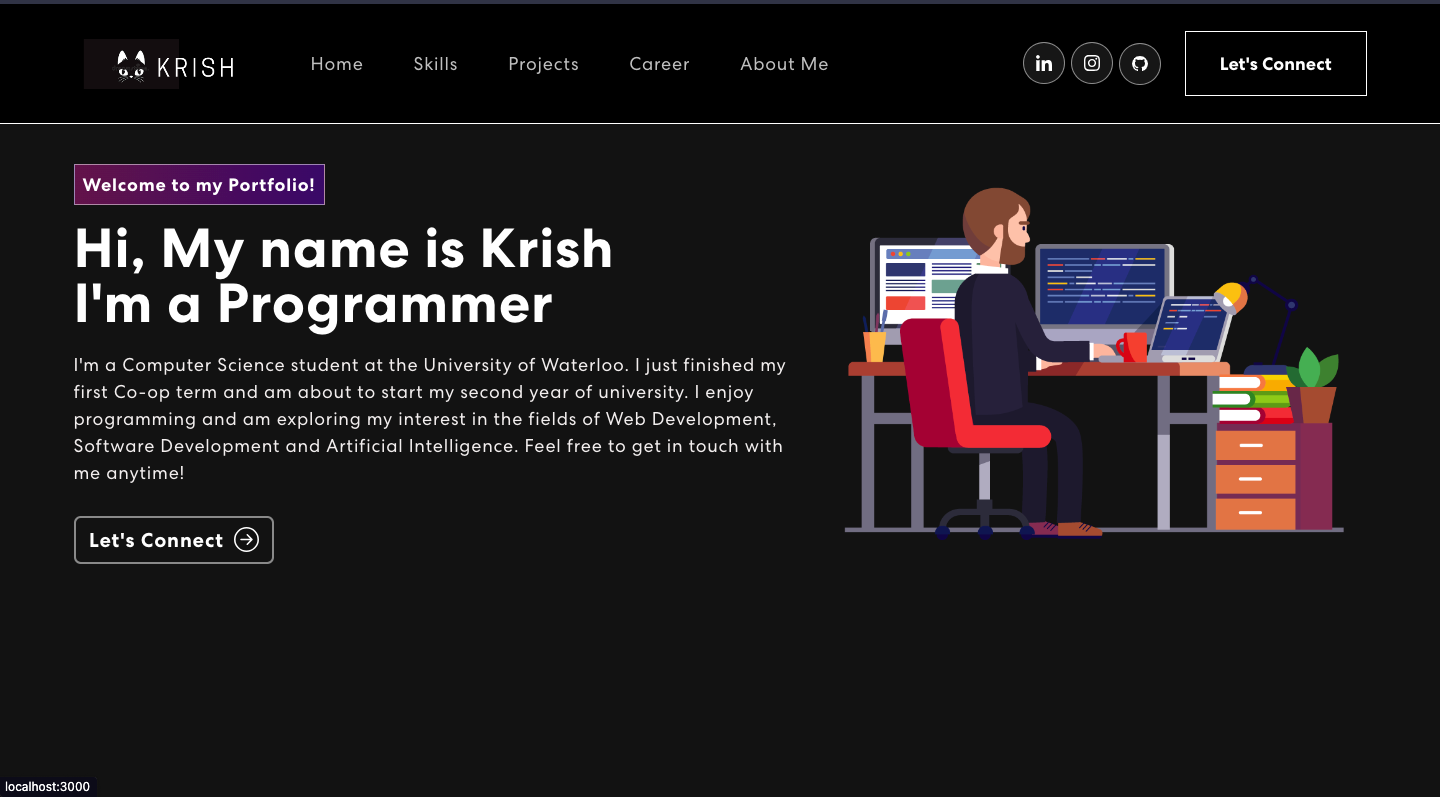 KRISH
Home Skills Projects Career About Me
in
Let's Connect
Welcome to my Portfolio!
Hi, My name is Krish
I'm a Programmer
I'm a Computer Science student at the University of Waterloo. I just finished my
first Co-op term and am about to start my second year of university. I enjoy
programming and am exploring my interest in the fields of Web Development,
Software Development and Artificial Intelligence. Feel free to get in touch with
me anytime!
Let's Connect
localhost:3000